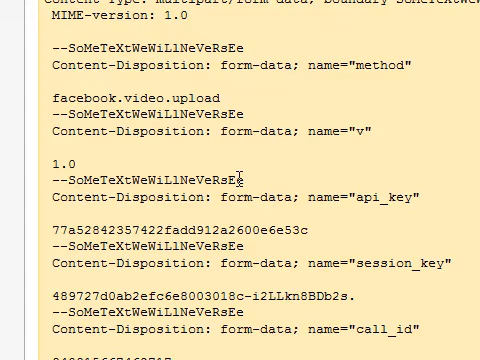 MIME-version: 1.0
--SoMeTeXtWeWiLlNeVeRsEe
Content-Disposition: form-data; name="method"
facebook.video.upload
--SoMeTeXtWeWiLlNeVeRsEe
Content-Disposition: form-data; name="v"
1.0
--SoMeTeXtWeWiLlNeVeRsEe
Content-Disposition: form-data; name="api_key"
77a52842357422fadd912a2600e6e53c
--SoMeTeXtWeWiLlNeVeRsEe
Content-Disposition: form-data; name="session_key"
489727d0ab2efc6e8003018c-i2LLkn8BDb2s.
--SoMeTeXtWeWiLlNeVeRsEe
Content-Disposition: form-data; name="call_id"